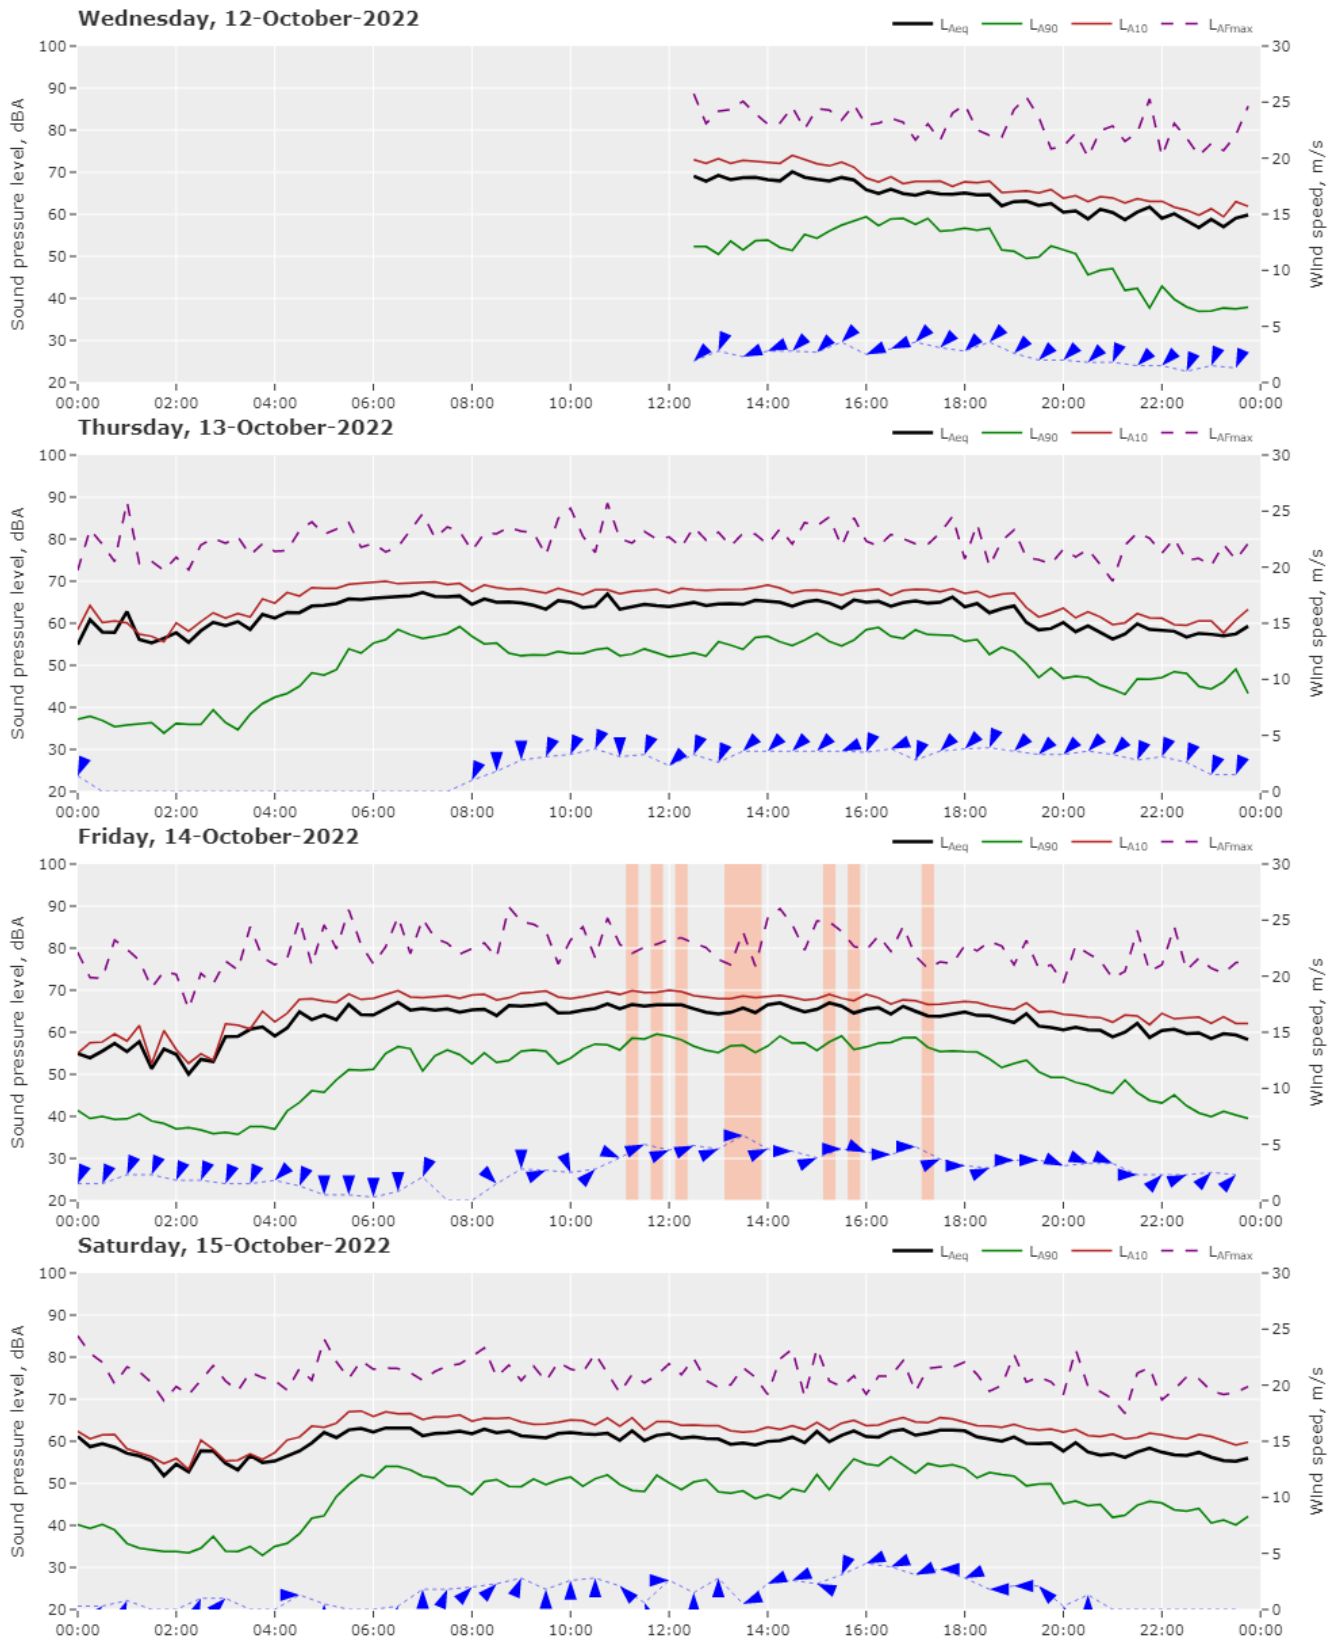 Wednesday, 12-October-2022
LAeq LA90 LA10 LAFmax
100 90 80 70 60 50 40 30 20
Sound pressure level, dBA
30 25 20 15 10 5 0
WInd speed, m/s
00:00 02:00 04:00 06:00 08:00 10:00 12:00 14:00 16:00 18:00 20:00 22:00 00:00
Thursday, 13-October-2022
LAeq LA90 LA10 LAFmax
100 90 80 70 60 50 40 30 20
Sound pressure level, dBA
30 25 20 15 10 5 0
WInd speed, m/s
00:00 02:00 04:00 06:00 08:00 10:00 12:00 14:00 16:00 18:00 20:00 22:00 00:00
Friday, 14-October-2022
LAeq LA90 LA10 LAFmax
100 90 80 70 60 50 40 30 20
Sound pressure level, dBA
30 25 20 15 10 5 0
WInd speed, m/s
00:00 02:00 04:00 06:00 08:00 10:00 12:00 14:00 16:00 18:00 20:00 22:00 00:00
Saturday, 15-October-2022
LAeq LA90 LA10 LAFmax
100 90 80 70 60 50 40 30 20
Sound pressure level, dBA
30 25 20 15 10 5 0
WInd speed, m/s
00:00 02:00 04:00 06:00 08:00 10:00 12:00 14:00 16:00 18:00 20:00 22:00 00:00